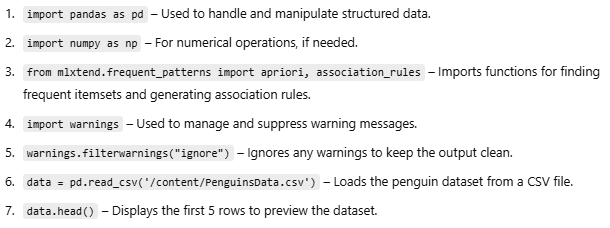 1. import pandas as pd – Used to handle and manipulate structured data.
2. import numpy as np – For numerical operations, if needed.
3. from mlxtend.frequent_patterns import apriori, association_rules – Imports functions for finding
frequent itemsets and generating association rules.
4. import warnings – Used to manage and suppress warning messages.
5. warnings.filterwarnings("ignore") – Ignores any warnings to keep the output clean.
6. data = pd.read_csv('/content/PenguinsData.csv') – Loads the penguin dataset from a CSV file.
7. data.head() – Displays the first 5 rows to preview the dataset.